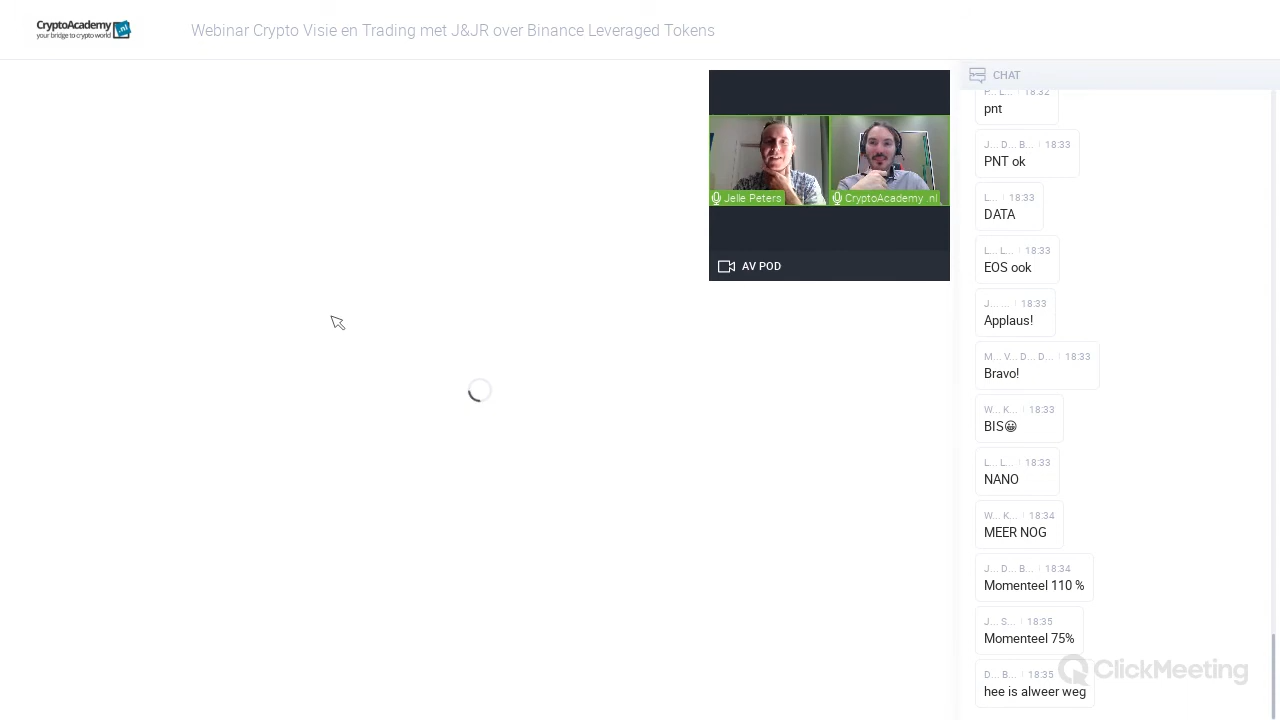 CryptoAcademy .nl
your bridge to crypto world
Webinar Crypto Visie en Trading met J&JR over Binance Leveraged Tokens
Jelle Peters
CryptoAcademy .nl
AV POD
CHAT
P... L... 18:32
pnt
J... D... B... 18:33
PNT ok
L... 18:33
DATA
L... L... 18:33
EOS ook
J... ... 18:33
Applaus!
M... V... D... D... 18:33
Bravo!
W... K... 18:33
BIS😀
L... L... 18:33
NANO
W... K... 18:34
MEER NOG
J... D... B... 18:34
Momenteel 110 %
J... S... 18:35
Momenteel 75%
D... B... 18:35
hee is alweer weg
ClickMeeting